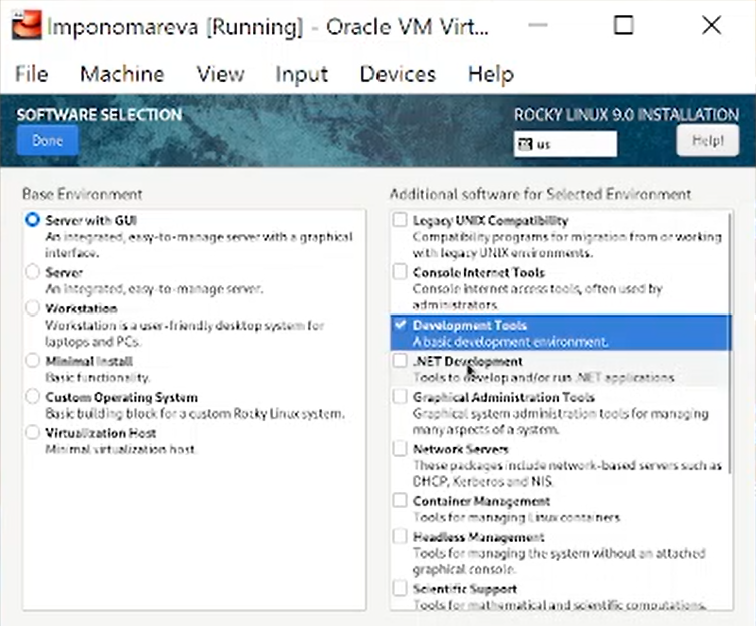 Imponomareva [Running] - Oracle VM Virt...
File Machine View Input Devices Help
SOFTWARE SELECTION
ROCKY LINUX 9.0 INSTALLATION
Done
us
Help!
Base Environment
Server with GUI
An integrated, easy-to-manage server with a graphical
interface.
Server
An integrated, easy-to-manage server.
Workstation
Workstation is a user-friendly desktop system for
laptops and PCs.
Minimal Install
Basic functionality.
Custom Operating System
Basic building block for a custom Rocky Linux system.
Virtualization Host
Minimal virtualization host.
Additional software for Selected Environment
Legacy UNIX Compatibility
Compatibility programs for migration from or working
with legacy UNIX environments.
Console Internet Tools
Console internet access tools, often used by
administrators.
Development Tools
A basic development environment.
.NET Development
Tools to develop and/or run .NET applications
Graphical Administration Tools
Graphical system administration tools for managing
many aspects of a system.
Network Servers
These packages include network-based servers such as
DHCP, Kerberos and NIS.
Container Management
Tools for managing Linux containers
Headless Management
Tools for managing the system without an attached
graphical console.
Scientific Support
Tools for mathematical and scientific computations.